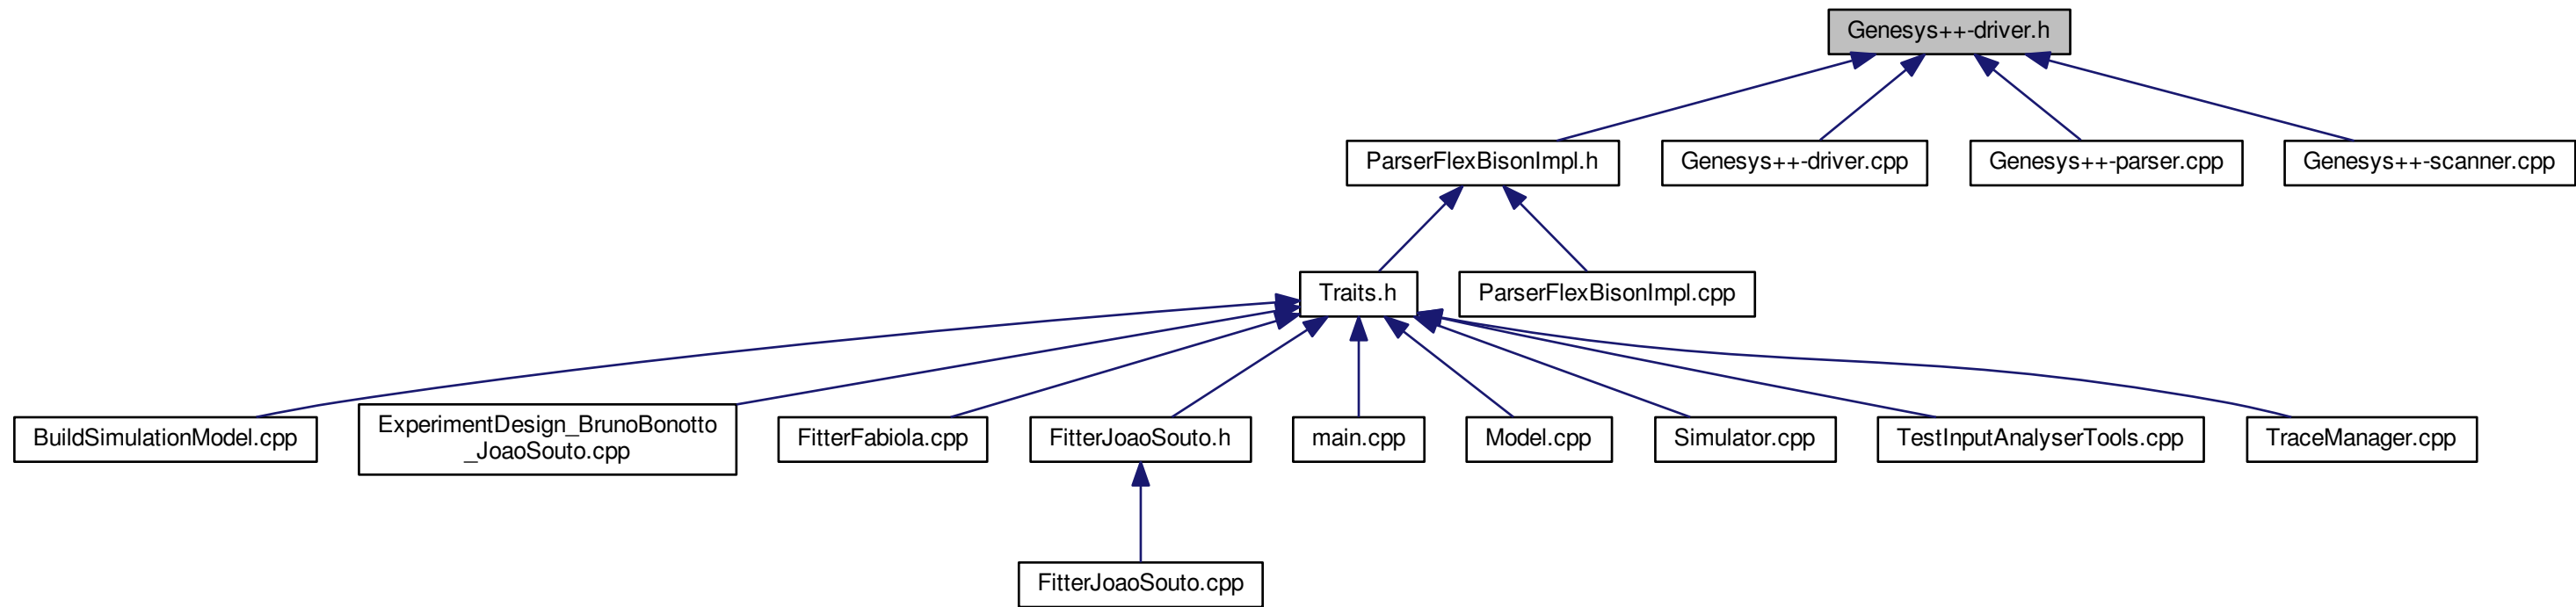 Genesys++-driver.h
ParserFlexBisonImpl.h
Genesys++-driver.cpp
Genesys++-parser.cpp
Genesys++-scanner.cpp
Traits.h
ParserFlexBisonImpl.cpp
BuildSimulationModel.cpp
ExperimentDesign_BrunoBonotto
_JoaoSouto.cpp
FitterFabiola.cpp
FitterJoaoSouto.h
main.cpp
Model.cpp
Simulator.cpp
TestInputAnalyserTools.cpp
TraceManager.cpp
FitterJoaoSouto.cpp